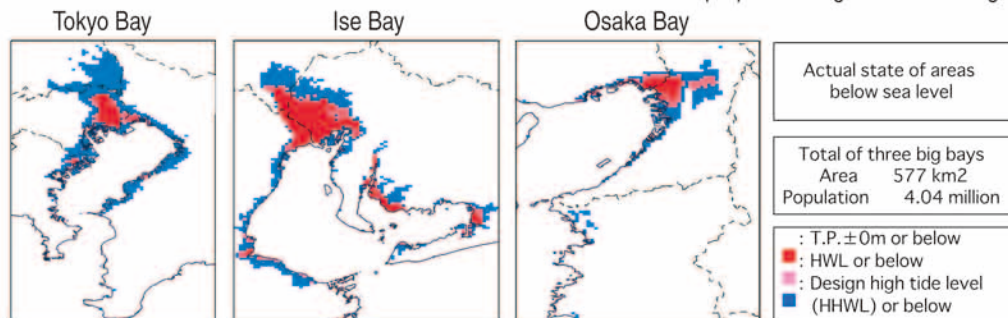 Tokyo Bay
Ise Bay
Osaka Bay
Actual state of areas
below sea level
Total of three big bays
Area 577 km2
Population 4.04 million
: T.P.±0m or below
: HWL or below
: Design high tide level
(HHWL) or below